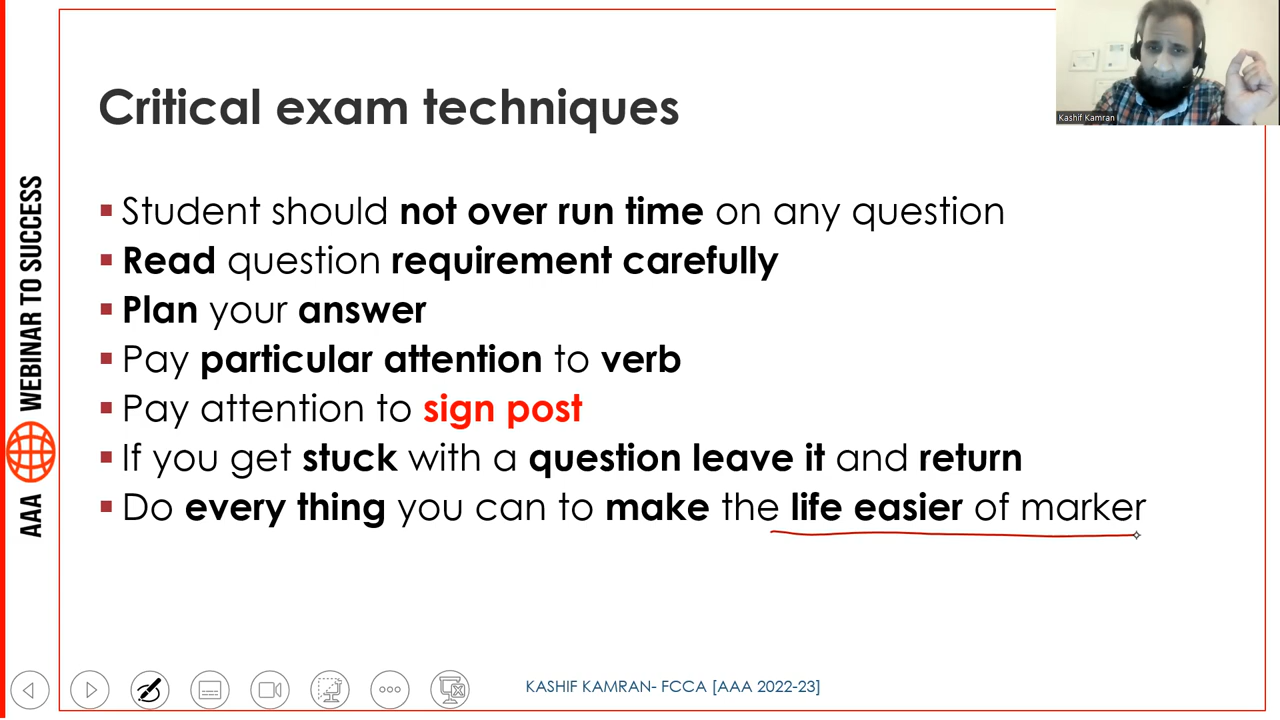 Critical exam techniques
Kashif Kamran
Student should not over run time on any question
Read question requirement carefully
Plan your answer
Pay particular attention to verb
Pay attention to sign post
If you get stuck with a question leave it and return
Do every thing you can to make the life easier of marker
AAA WEBINAR TO SUCCESS
KASHIF KAMRAN- FCCA [AAA 2022-23]